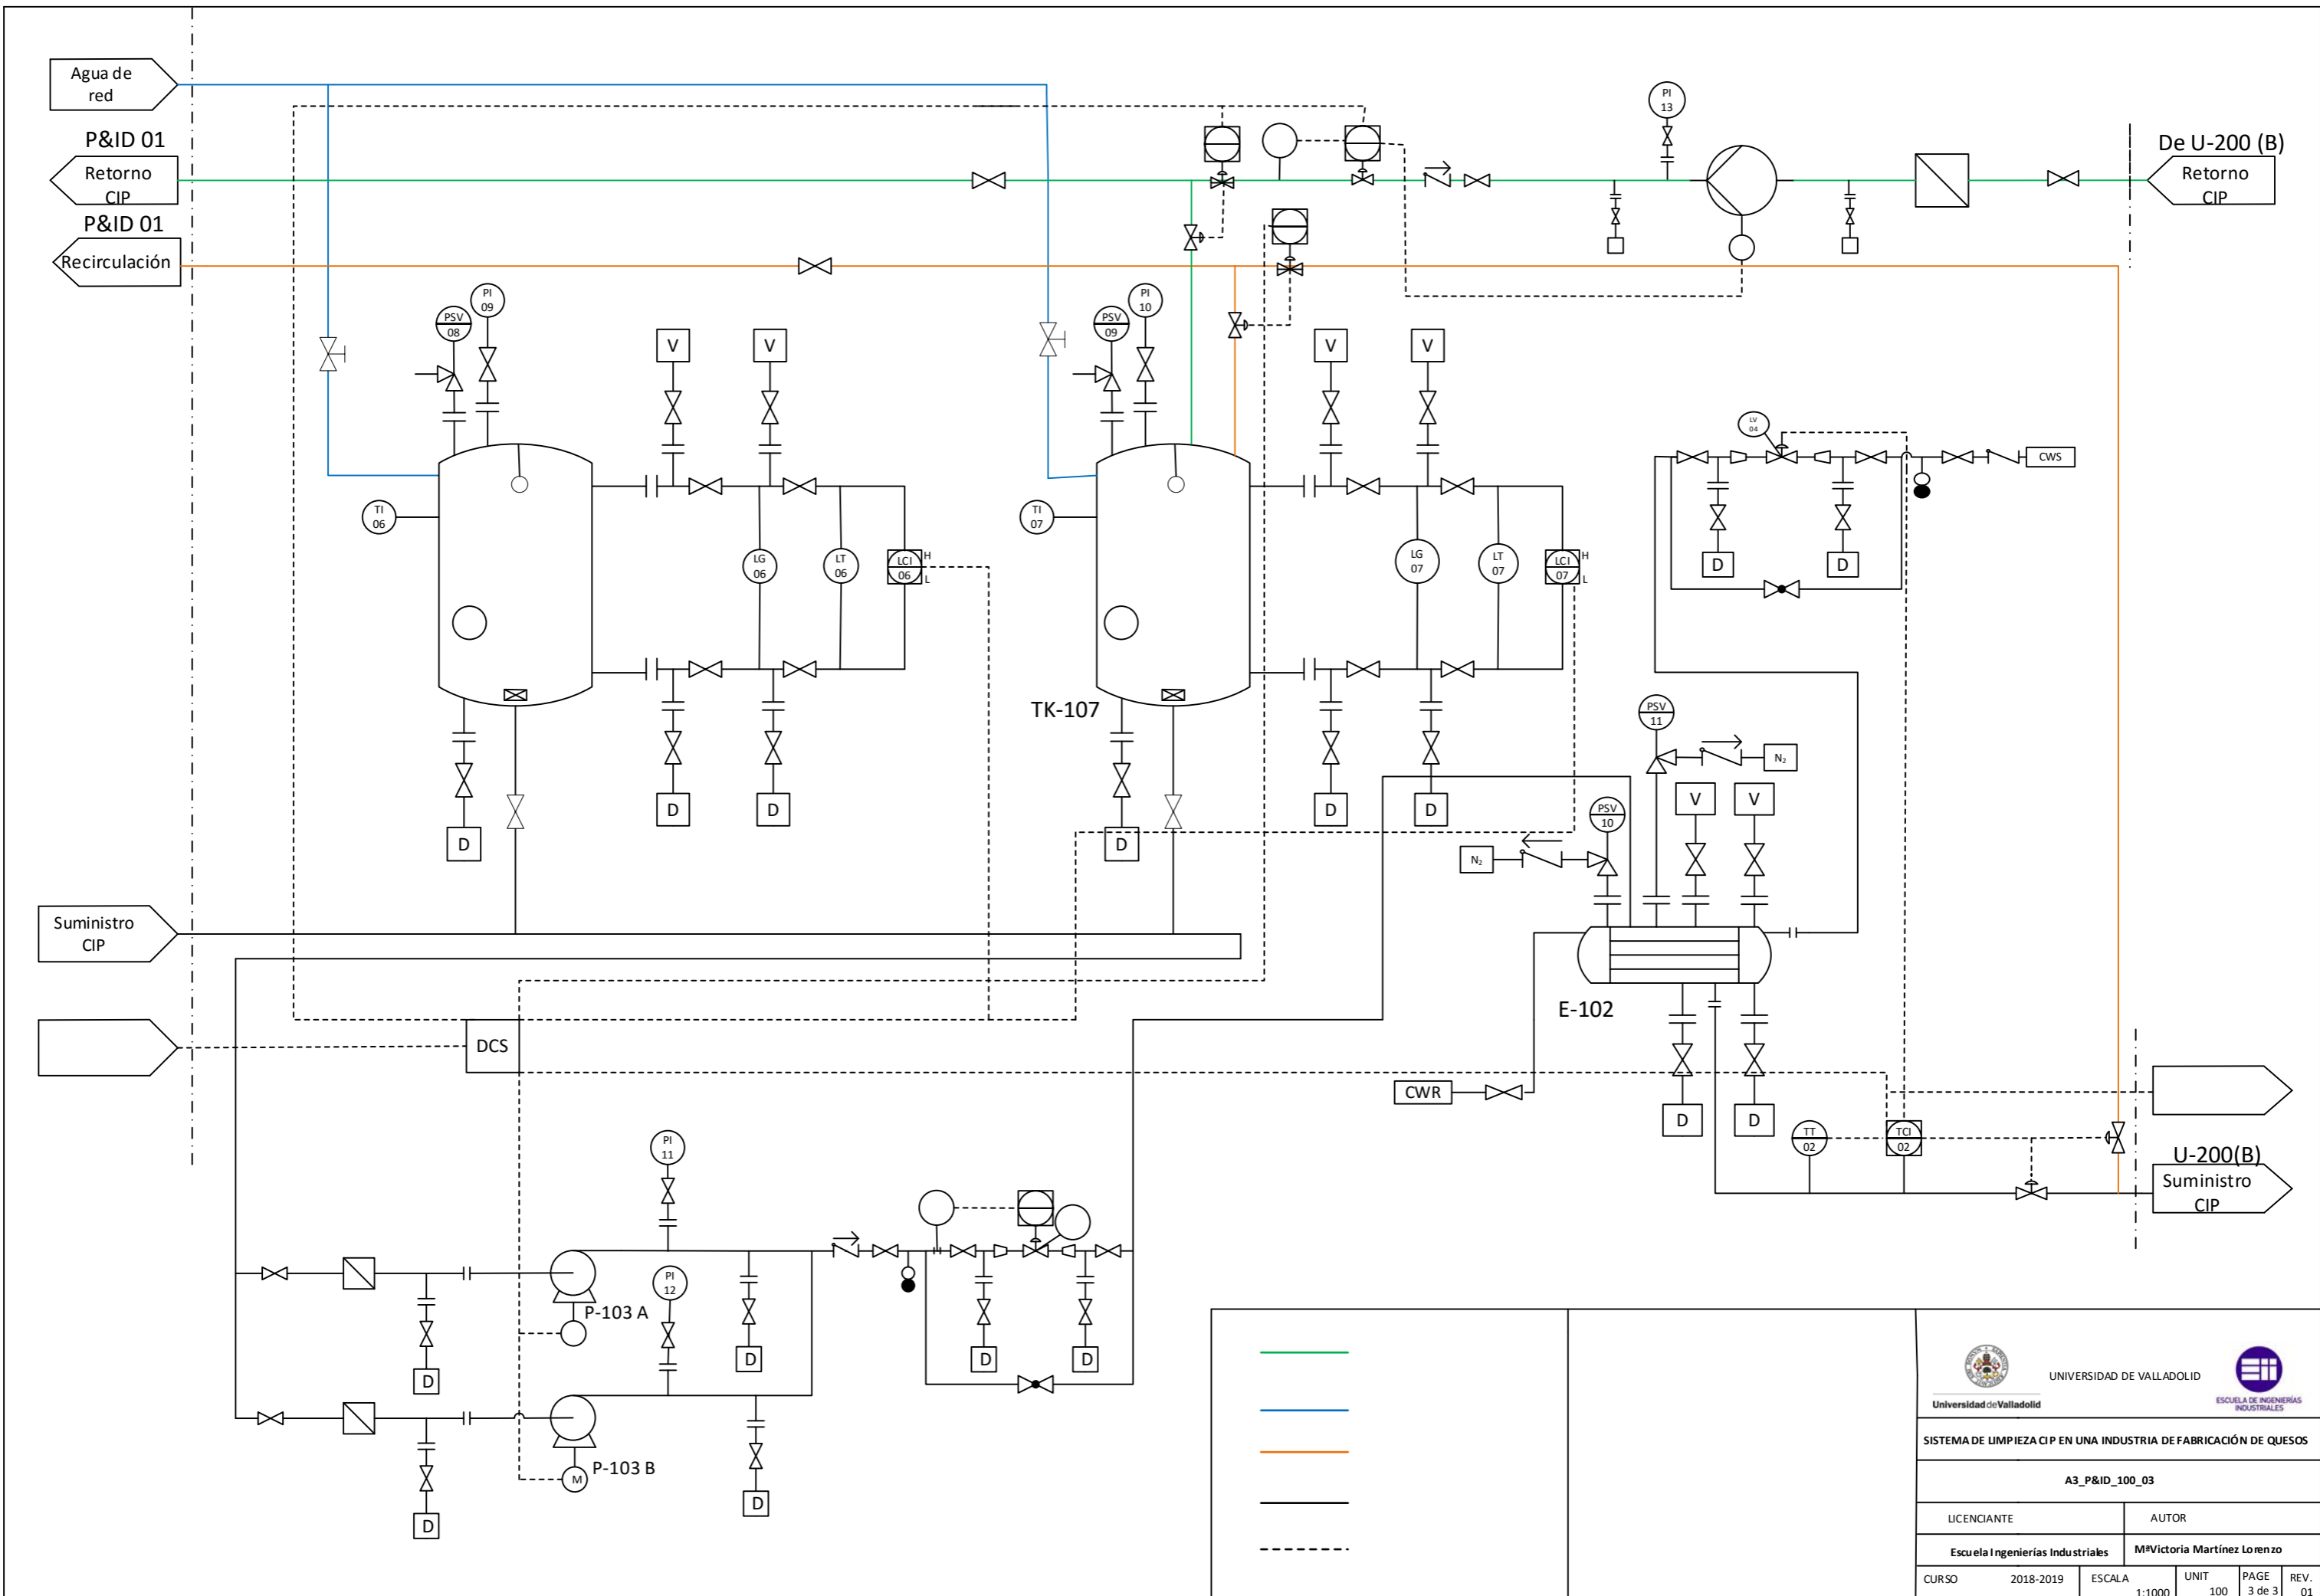 Agua de
red
P&ID 01
Retorno
CIP
P&ID 01
Recirculación
PI
13
De U-200 (B)
Retorno
CIP
PSV
08
PI
09
V
V
PSV
09
PI
10
V
V
LV
04
CWS
TI
06
LG
06
LT
06
LCI
06
H
L
TI
07
LG
07
LT
07
LCI
07
H
L
D
D
TK-107
D
D
D
D
D
D
PSV
11
N₂
V
V
PSV
10
N₂
Suministro
CIP
E-102
DCS
CWR
D
D
TT
02
TCI
02
U-200(B)
Suministro
CIP
PI
11
PI
12
P-103 A
D
D
D
D
P-103 B
M
D
D
Universidad de Valladolid
UNIVERSIDAD DE VALLADOLID
ESCUELA DE INGENIERÍAS
INDUSTRIALES
SISTEMA DE LIMPIEZA CIP EN UNA INDUSTRIA DE FABRICACIÓN DE QUESOS
A3_P&ID_100_03
LICENCIANTE
AUTOR
Escuela Ingenierías Industriales
MªVictoria Martínez Lorenzo
CURSO 2018-2019
ESCALA
1:1000
UNIT
100
PAGE
3 de 3
REV.
01